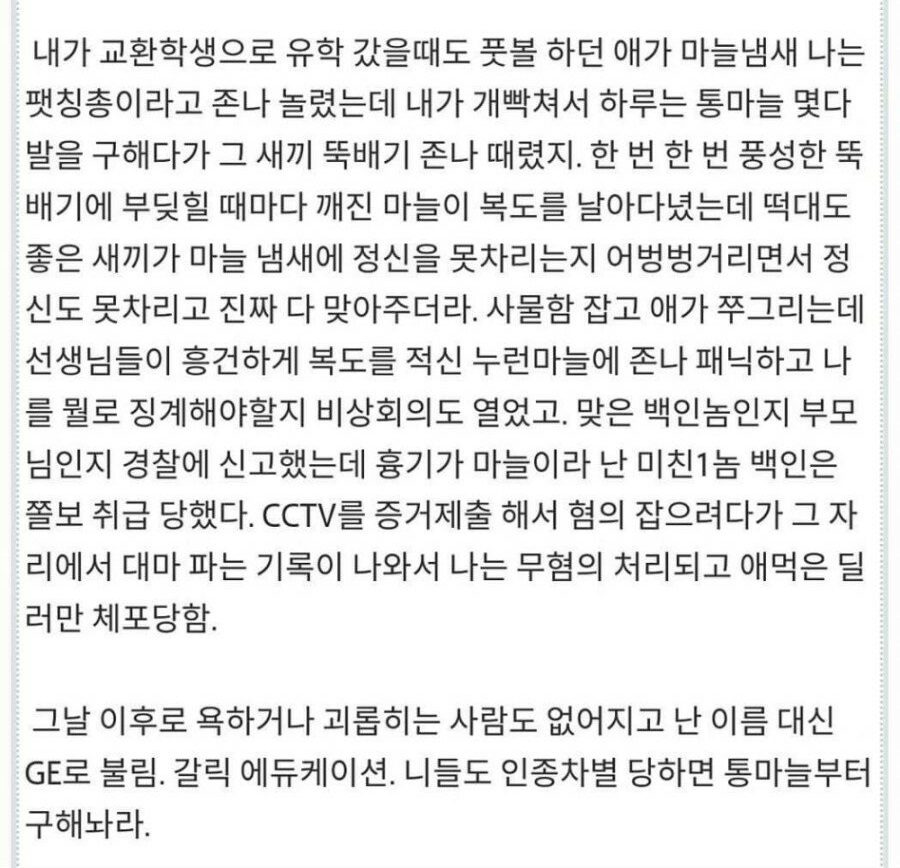 내가 교환학생으로 유학 갔을때도 풋볼 하던 애가 마늘냄새 나는
팻칭총이라고 존나 놀렸는데 내가 개빡쳐서 하루는 통마늘 몇다
발을 구해다가 그 새끼 뚝배기 존나 때렸지. 한 번 한 번 풍성한 뚝
배기에 부딪힐 때마다 깨진 마늘이 복도를 날아다녔는데 떡대도
좋은 새끼가 마늘 냄새에 정신을 못차리는지 어벙벙거리면서 정
신도 못차리고 진짜 다 맞아주더라. 사물함 잡고 애가 쭈그리는데
선생님들이 흥건하게 복도를 적신 누런마늘에 존나 패닉하고 나
를 뭘로 징계해야할지 비상회의도 열었고. 맞은 백인놈인지 부모
님인지 경찰에 신고했는데 흉기가 마늘이라 난 미친1놈 백인은
쫄보 취급 당했다. CCTV를 증거제출 해서 혐의 잡으려다가 그 자
리에서 대마 파는 기록이 나와서 나는 무혐의 처리되고 애먹은 딜
러만 체포당함.
그날 이후로 욕하거나 괴롭히는 사람도 없어지고 난 이름 대신
GE로 불림. 갈릭 에듀케이션. 니들도 인종차별 당하면 통마늘부터
구해놔라.